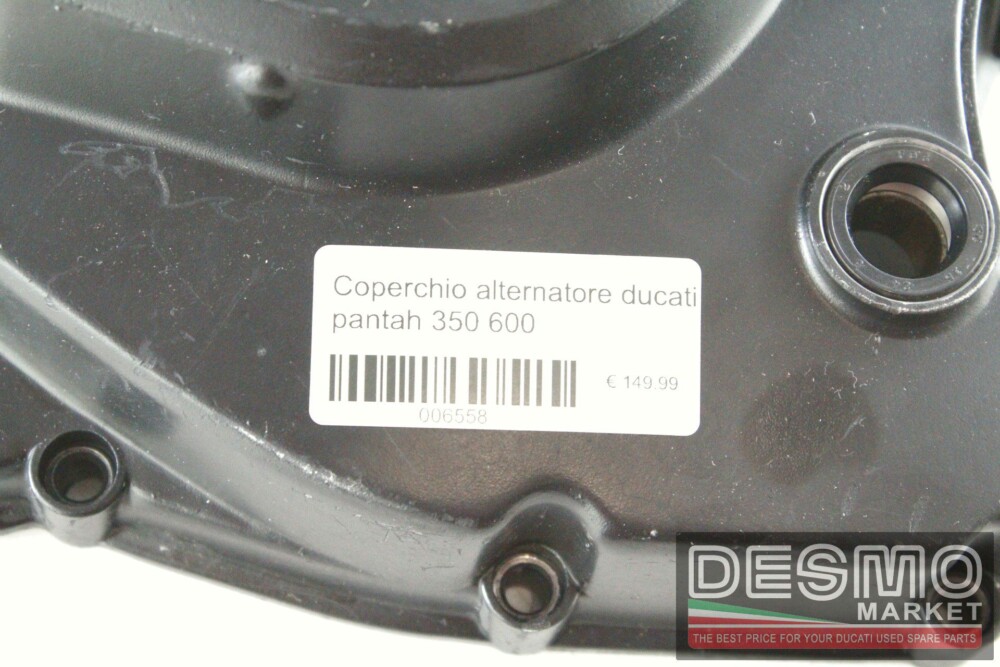 Coperchio alternatore ducati
pantah 350 600
€ 149.99
006558
DESMO
MARKET
THE BEST PRICE FOR YOUR DUCATI USED SPARE PARTS